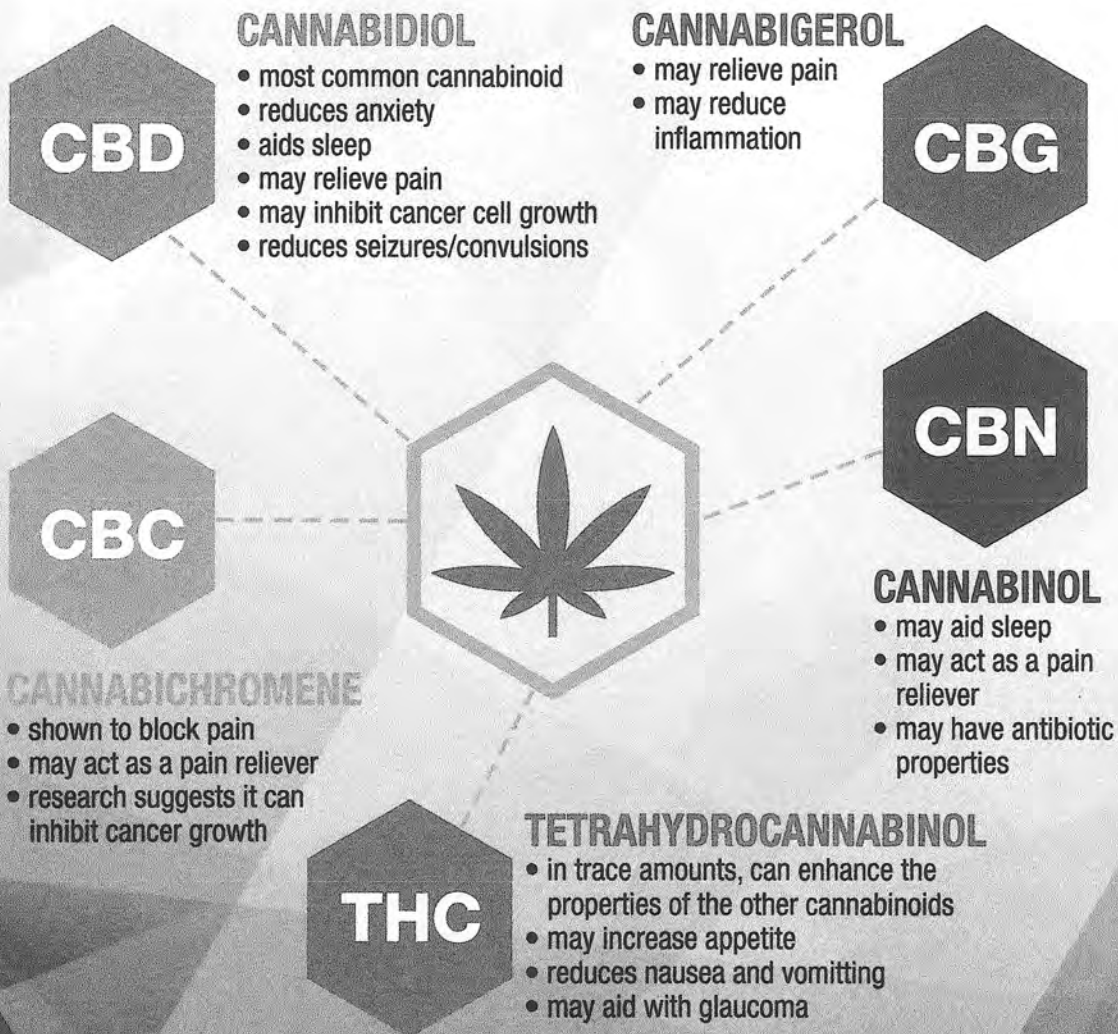 CBD
CANNABIDIOL
• most common cannabinoid
• reduces anxiety
• aids sleep
• may relieve pain
• may inhibit cancer cell growth
• reduces seizures/convulsions
CANNABIGEROL
• may relieve pain
• may reduce
inflammation
CBG
CBN
CANNABINOL
• may aid sleep
• may act as a pain
reliever
• may have antibiotic
properties
CBC
CANNABICHROMENE
• shown to block pain
• may act as a pain reliever
• research suggests it can
inhibit cancer growth
THC
TETRAHYDROCANNABINOL
• in trace amounts, can enhance the
properties of the other cannabinoids
• may increase appetite
• reduces nausea and vomitting
• may aid with glaucoma